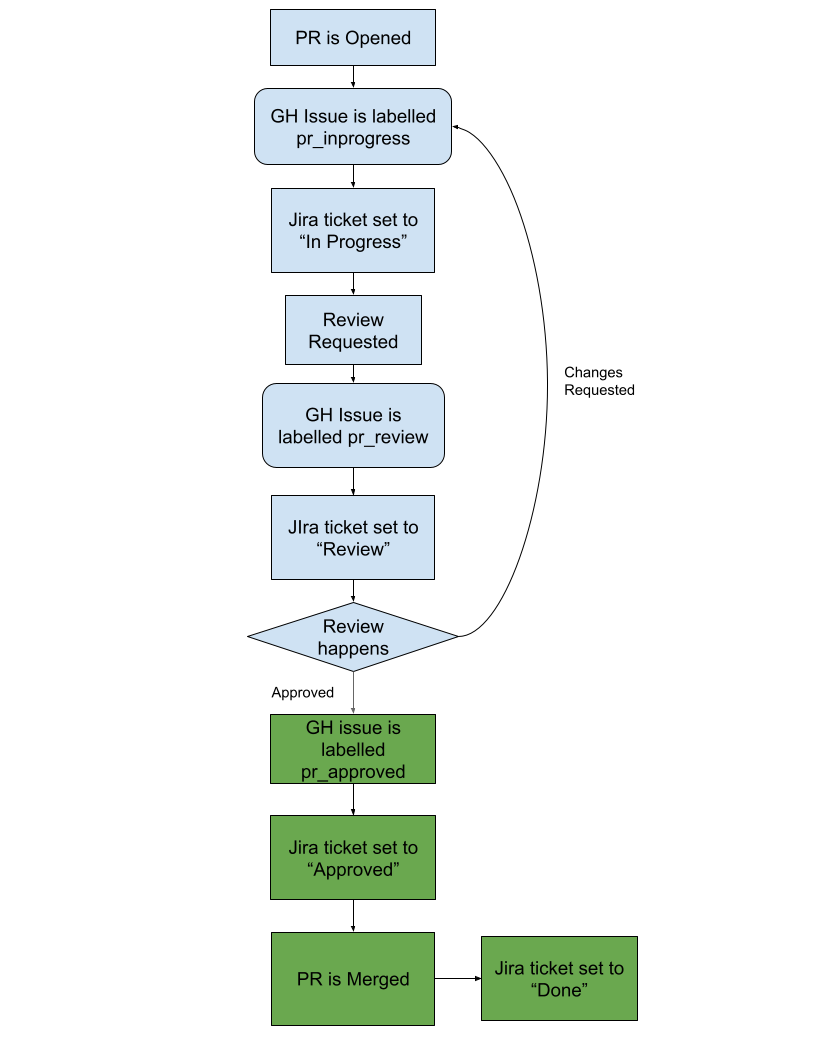 PR is Opened
GH Issue is labelled
pr_inprogress
Jira ticket set to
“In Progress”
Review
Requested
GH Issue is
labelled pr_review
JIra ticket set to
“Review”
Review
happens
Changes
Requested
Approved
GH issue is
labelled
pr_approved
Jira ticket set to
“Approved”
PR is Merged
Jira ticket set to
“Done”